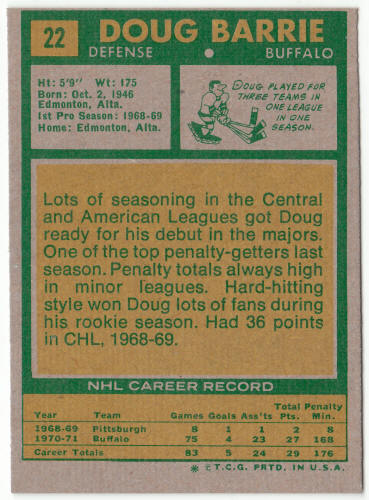 22 DOUG BARRIE
DEFENSE • BUFFALO
Ht: 5'9" Wt: 175
Born: Oct. 2, 1946
Edmonton, Alta.
1st Pro Season: 1968-69
Home: Edmonton, Alta.
DOUG PLAYED FOR
THREE TEAMS IN
ONE LEAGUE
IN ONE
SEASON.
Lots of seasoning in the Central
and American Leagues got Doug
ready for his debut in the majors.
One of the top penalty-getters last
season. Penalty totals always high
in minor leagues. Hard-hitting
style won Doug lots of fans during
his rookie season. Had 36 points
in CHL, 1968-69.
NHL CAREER RECORD
Total Penalty
Year Team Games Goals Ass'ts Pts. Min.
1968-69 Pittsburgh 8 1 1 2 8
1970-71 Buffalo 75 4 23 27 168
Career Totals 83 5 24 29 176
* © T.C.G. PRTD. IN U.S.A.